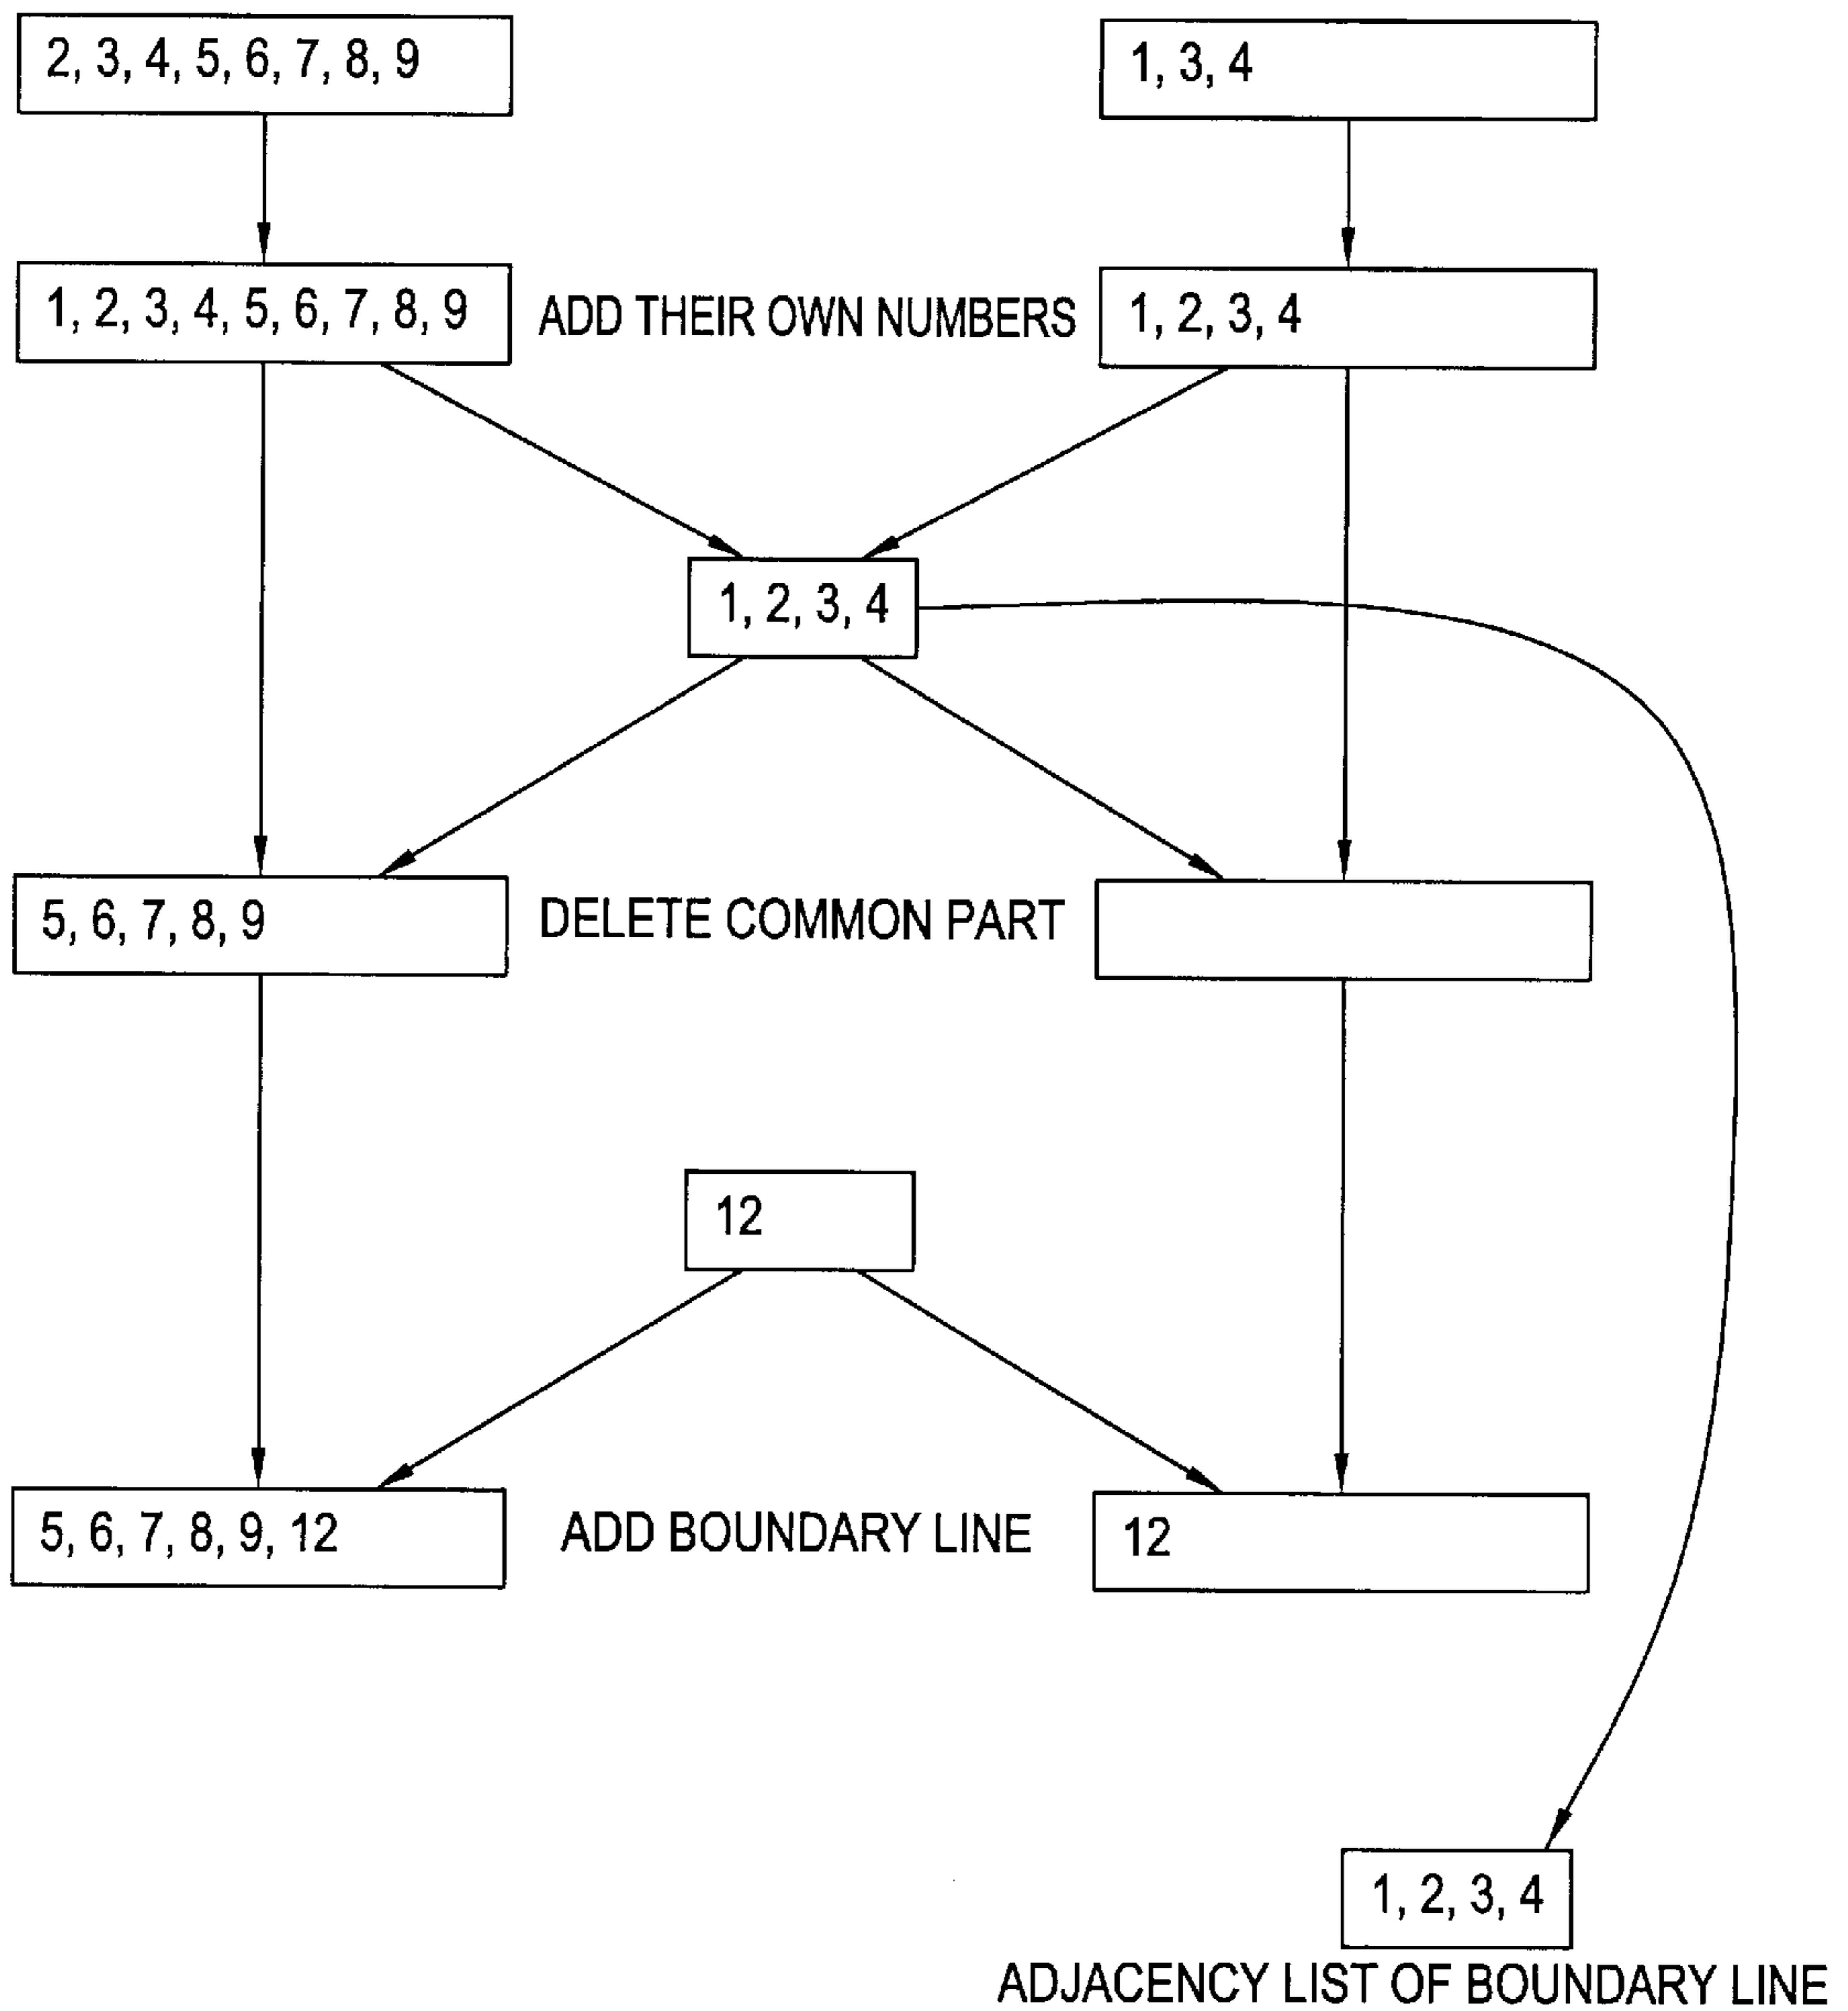 2, 3, 4, 5, 6, 7, 8, 9
1, 3, 4
1, 2, 3, 4, 5, 6, 7, 8, 9
ADD THEIR OWN NUMBERS
1, 2, 3, 4
1, 2, 3, 4
5, 6, 7, 8, 9
DELETE COMMON PART
12
5, 6, 7, 8, 9, 12
ADD BOUNDARY LINE
12
1, 2, 3, 4
ADJACENCY LIST OF BOUNDARY LINE